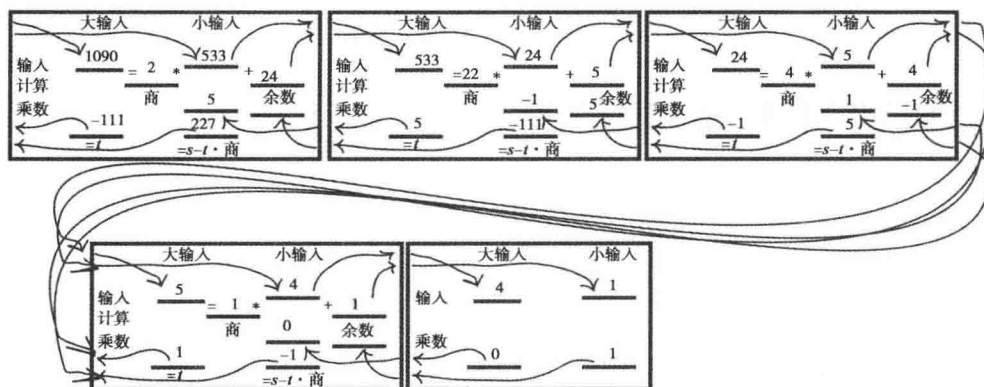 大输入 小输入
输入 1090 533
计算 = 2 * + 24
商 余数
乘数 5
-111 227
=t =s-t·商
大输入 小输入
输入 533 24
计算 =22 * + 5
商 余数
乘数 -1 5
5 -111
=t =s-t·商
大输入 小输入
输入 24 5
计算 = 4 * + 4
商 余数
乘数 1 -1
-1 5
=t =s-t·商
大输入 小输入
输入 5 4
计算 = 1 * + 1
商 余数
乘数 0
1 -1
=t =s-t·商
大输入 小输入
输入 4 1
计算
乘数
0 1